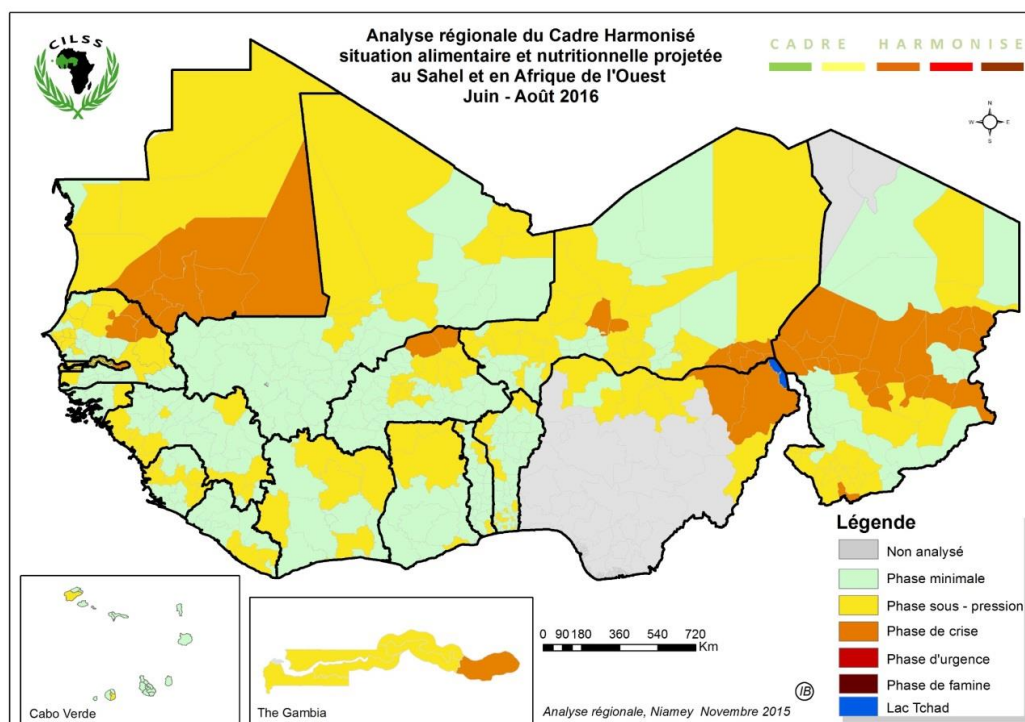 CILSS
Analyse régionale du Cadre Harmonisé
situation alimentaire et nutritionnelle projetée
au Sahel et en Afrique de l'Ouest
Juin - Août 2016
CADRE HARMONISE
N
W E
S
Légende
Non analysé
Phase minimale
Phase sous - pression
Phase de crise
Phase d'urgence
Phase de famine
Lac Tchad
0 90 180 360 540 720
Km
IB
Cabo Verde
The Gambia
Analyse régionale, Niamey Novembre 2015